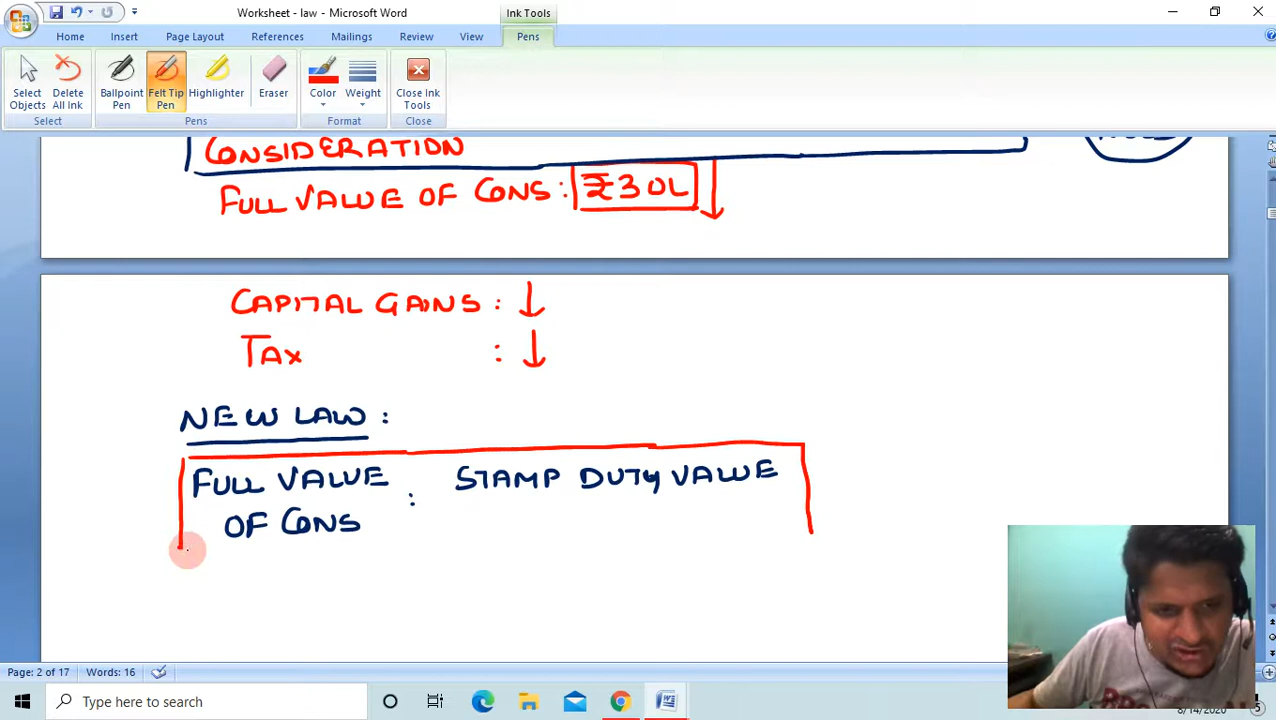 Worksheet - law - Microsoft Word
Ink Tools
Home Insert Page Layout References Mailings Review View Pens
Select Objects
Delete All Ink
Ballpoint Pen
Felt Tip Pen
Highlighter
Eraser
Color
Weight
Close Ink Tools
Select Pens Format Close
CONSIDERATION
FULL VALUE OF CONS : ₹30L
CAPITAL GAINS :
TAX :
NEW LAW :
FULL VALUE OF CONS : STAMP DUTY VALUE
Page: 2 of 17 Words: 16
Type here to search
8/14/2020